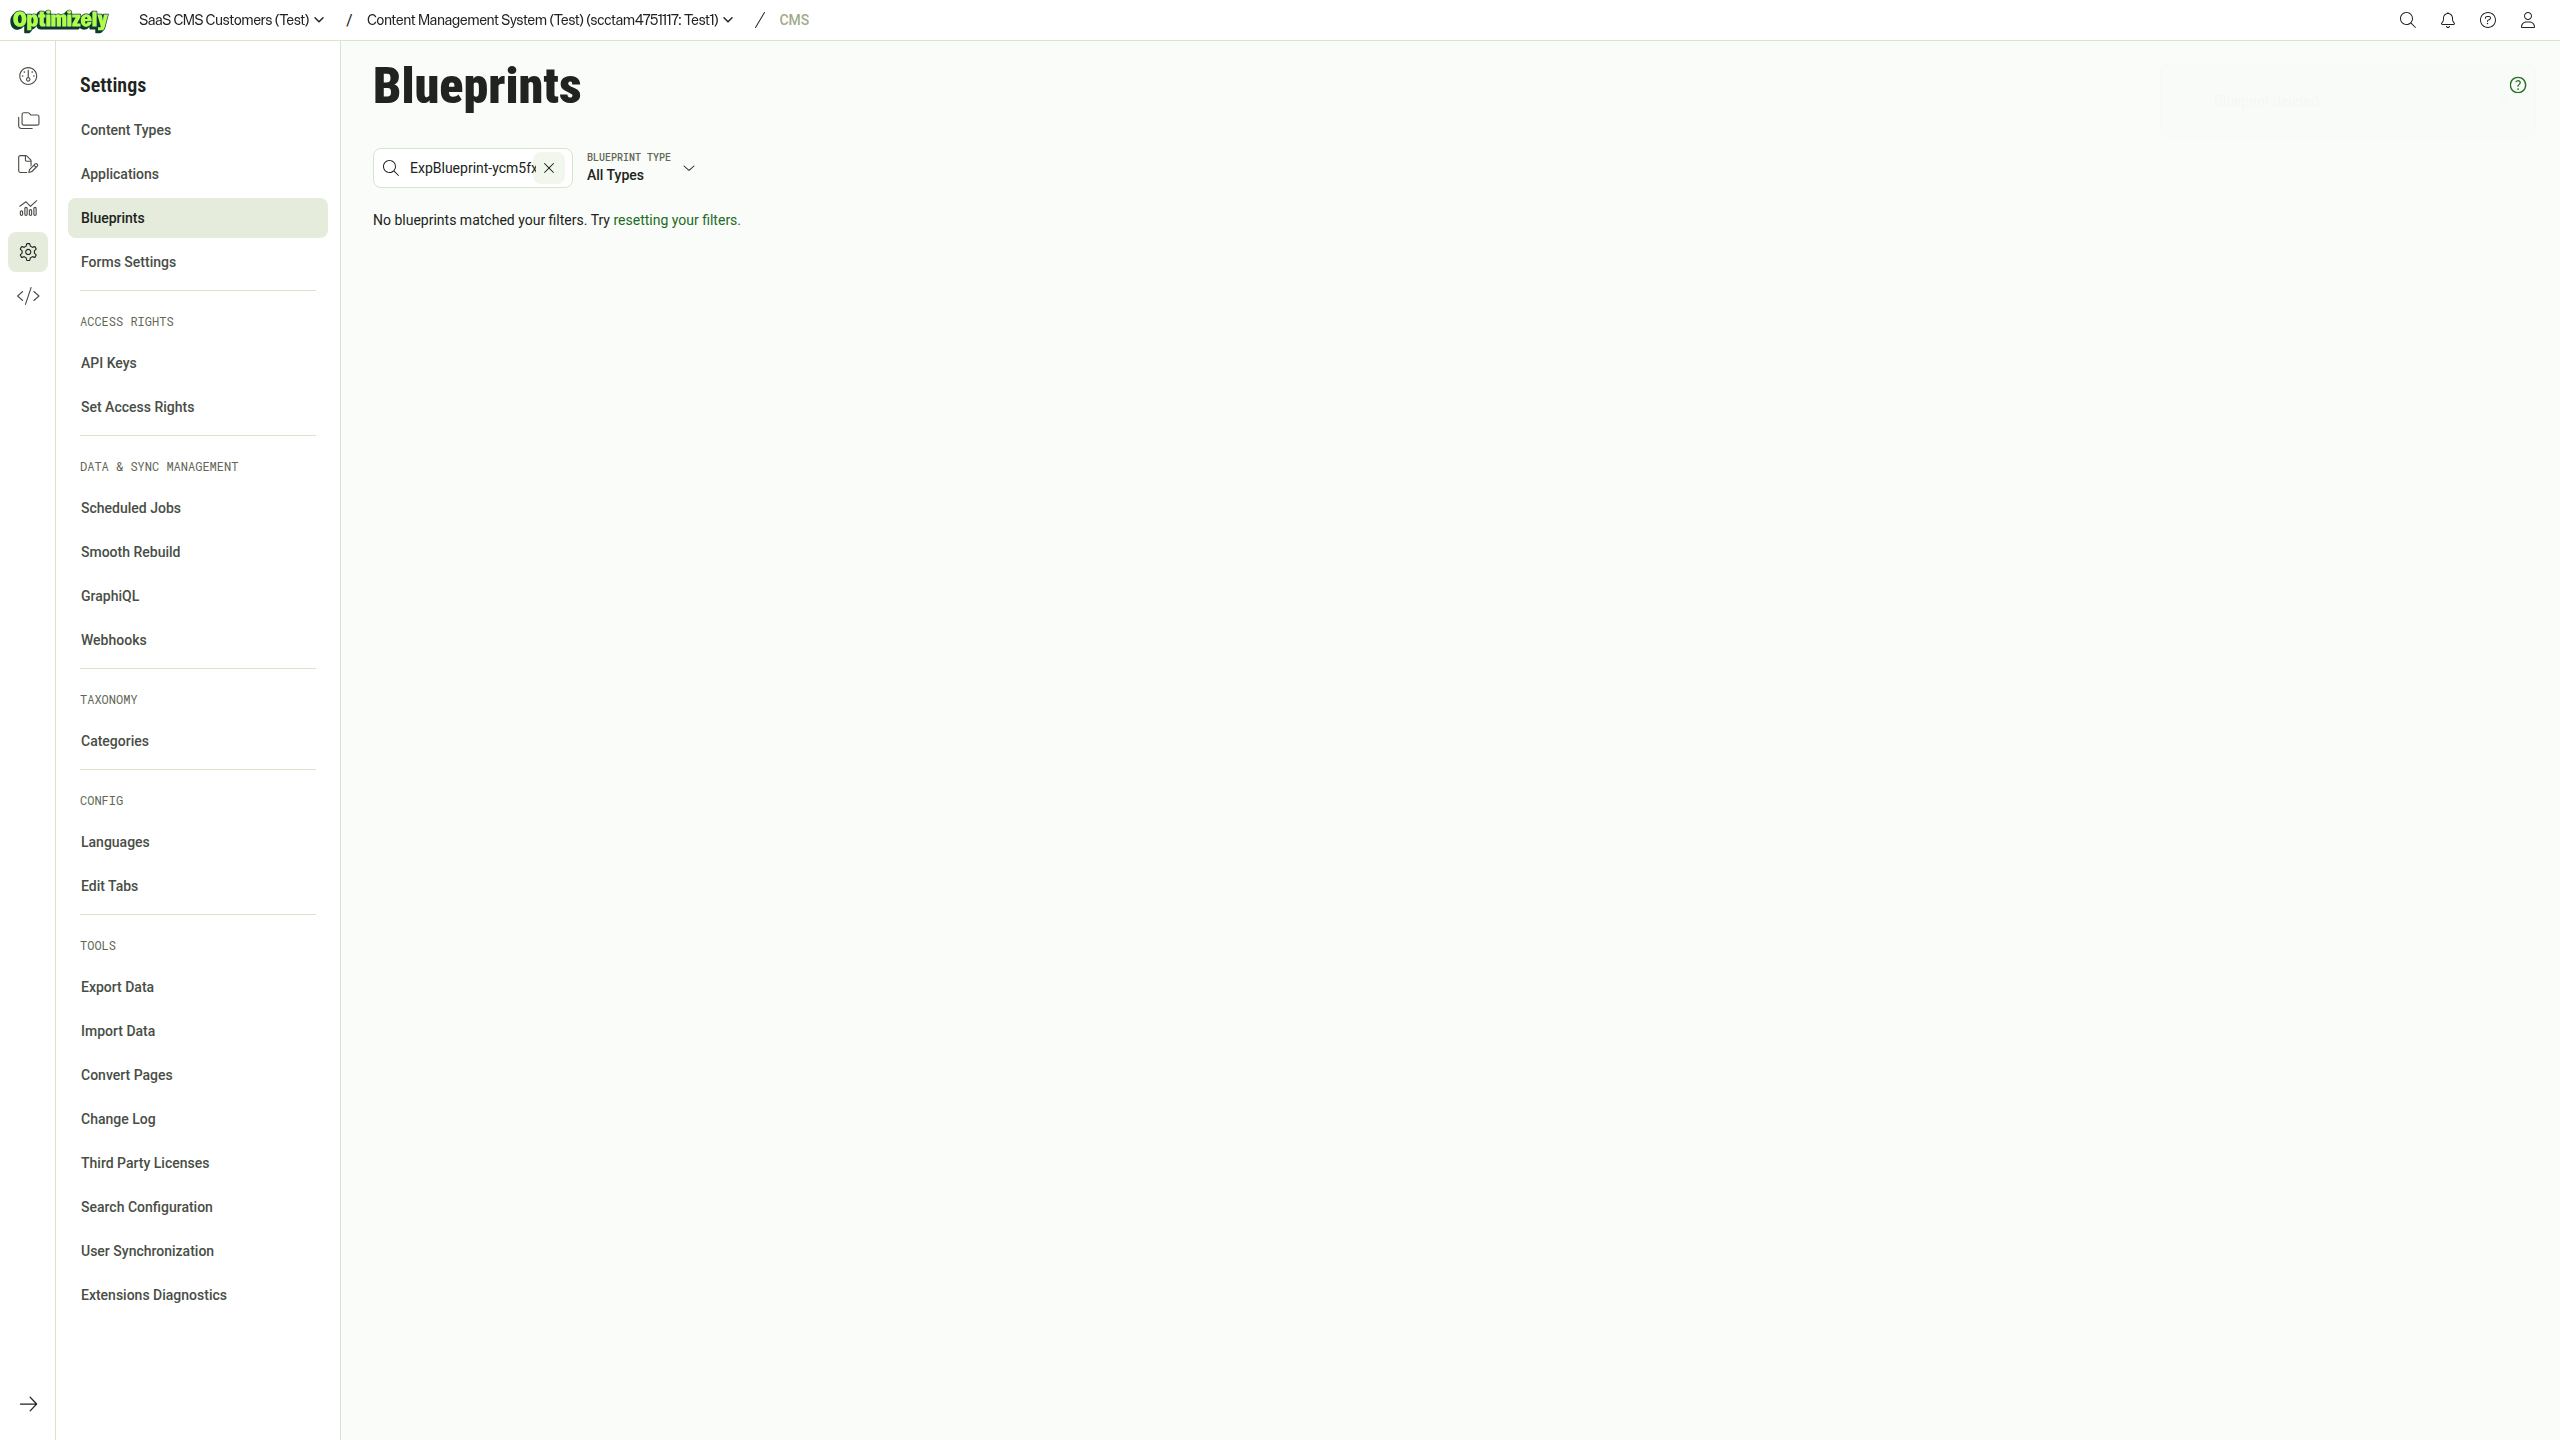 Optimizely SaaS CMS Customers (Test) / Content Management System (Test) (scctam4751117: Test1) / CMS
Settings
Content Types
Applications
Blueprints
Forms Settings
ACCESS RIGHTS
API Keys
Set Access Rights
DATA & SYNC MANAGEMENT
Scheduled Jobs
Smooth Rebuild
GraphiQL
Webhooks
TAXONOMY
Categories
CONFIG
Languages
Edit Tabs
TOOLS
Export Data
Import Data
Convert Pages
Change Log
Third Party Licenses
Search Configuration
User Synchronization
Extensions Diagnostics
Blueprints
ExpBlueprint-ycm5fx
BLUEPRINT TYPE
All Types
No blueprints matched your filters. Try resetting your filters.